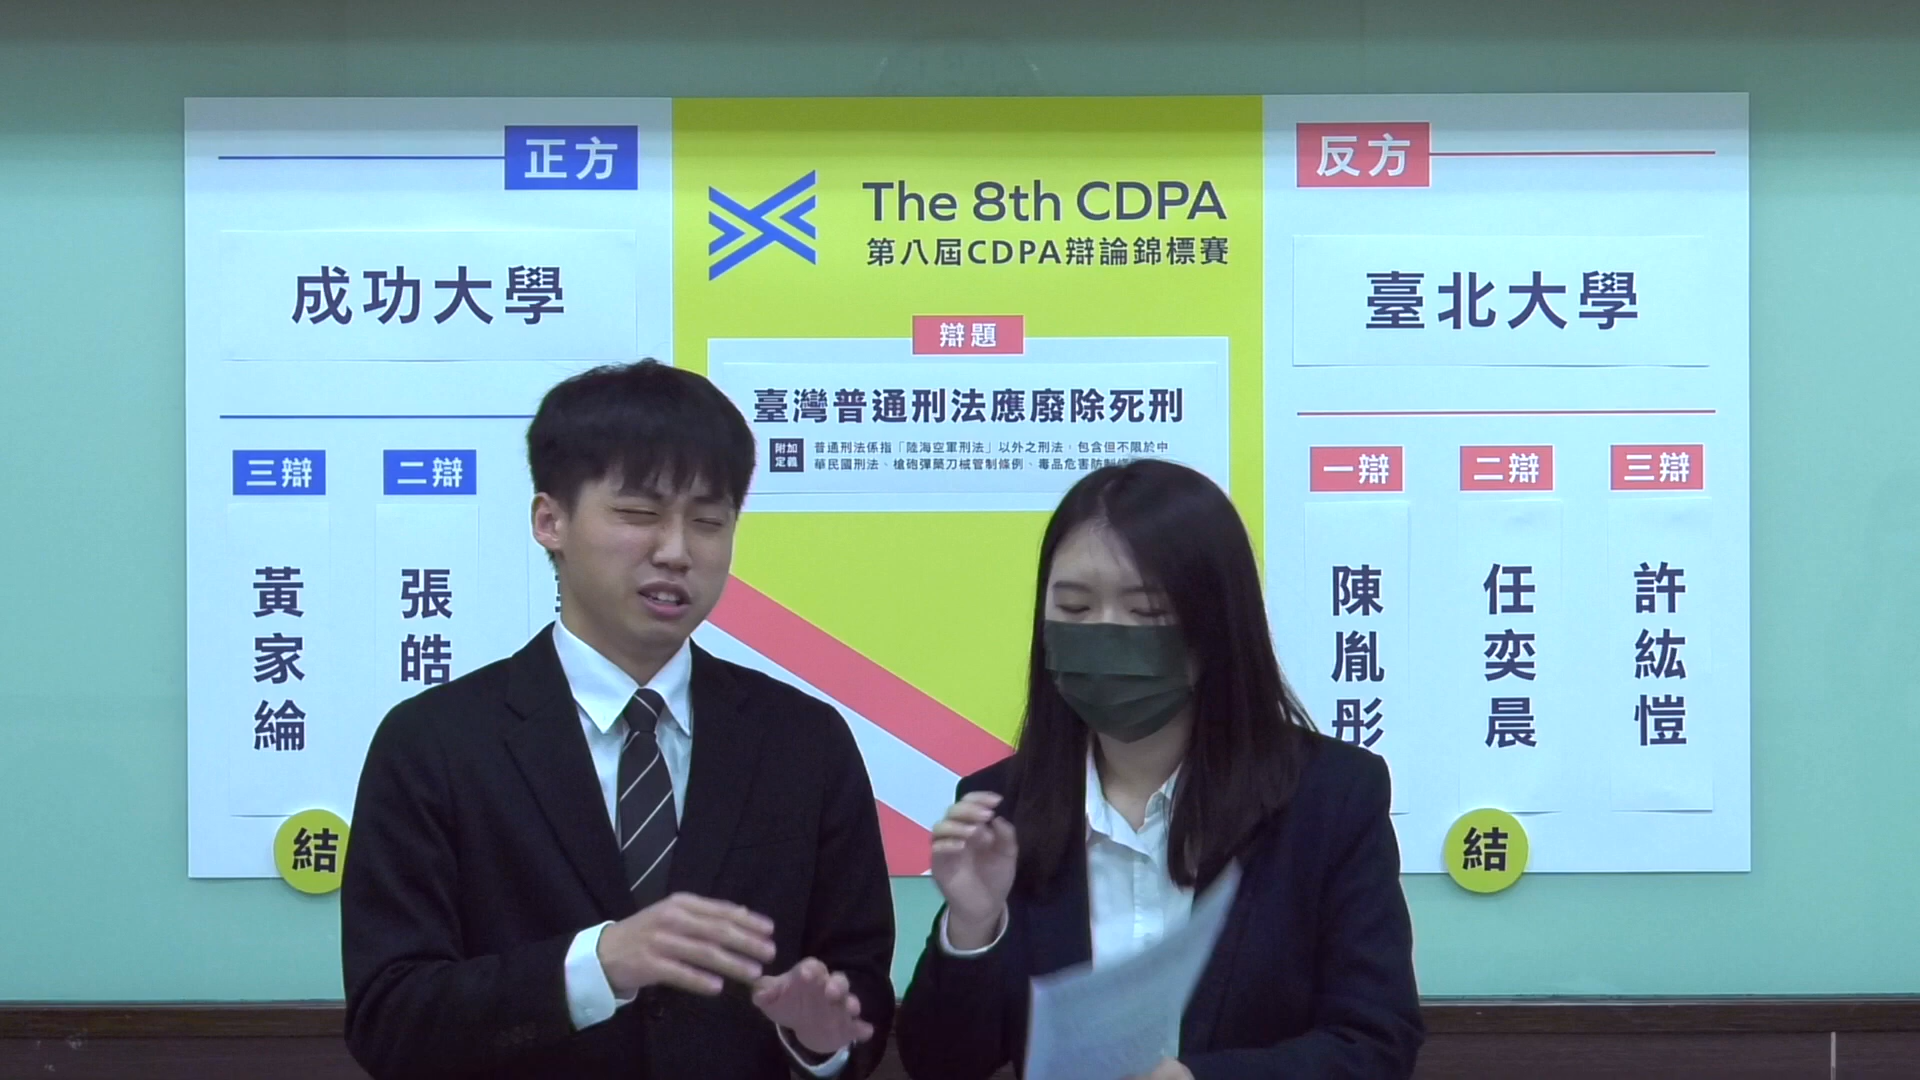 正方
成功大學
三辯
二辯
黃家綸
張皓
結
The 8th CDPA
第八屆CDPA辯論錦標賽
辯題
臺灣普通刑法應廢除死刑
附加
定義
普通刑法係指「陸海空軍刑法」以外之刑法，包含但不限於中
華民國刑法、槍砲彈藥刀械管制條例、毒品危害防制
反方
臺北大學
一辯
二辯
三辯
陳胤彤
任奕晨
許紘愷
結